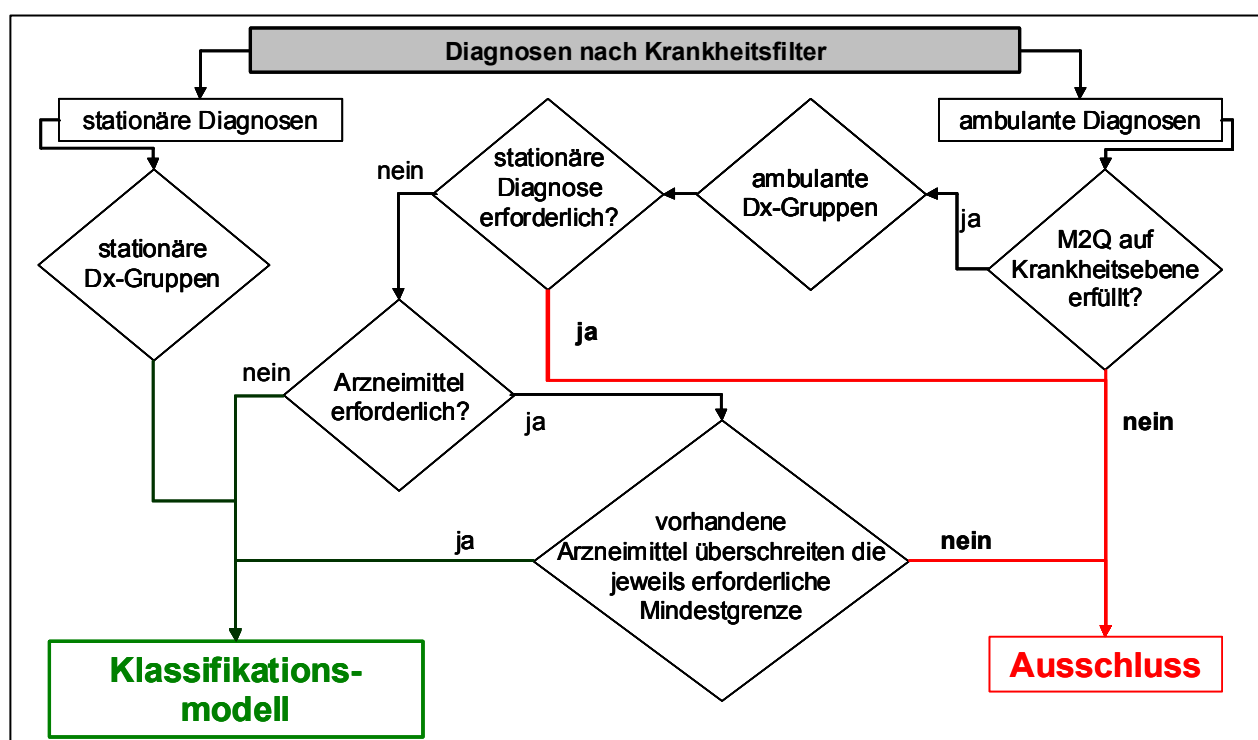 Diagnosen nach Krankheitsfilter
stationäre Diagnosen
ambulante Diagnosen
stationäre
Dx-Gruppen
nein
stationäre
Diagnose
erforderlich?
ambulante
Dx-Gruppen
ja
M2Q auf
Krankheitsebene
erfüllt?
ja
nein
Arzneimittel
erforderlich?
ja
nein
vorhandene
Arzneimittel überschreiten die
jeweils erforderliche
Mindestgrenze
ja
nein
Klassifikations-
modell
Ausschluss